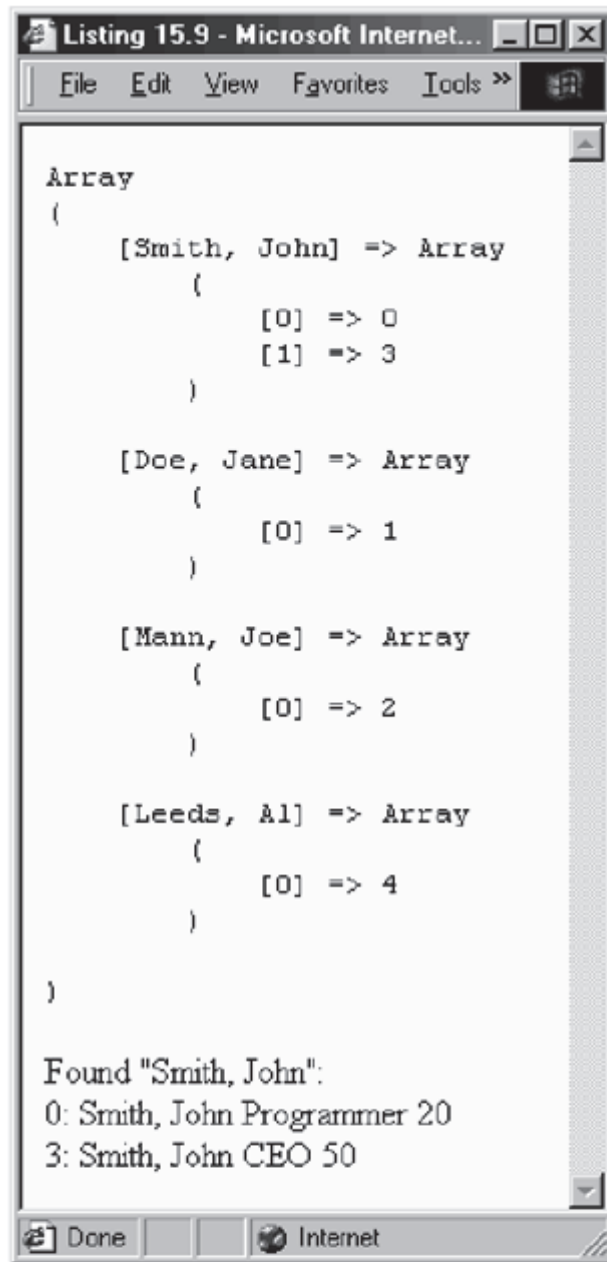 Listing 15.9 - Microsoft Internet...
File Edit View Favorites Tools »
Array
(
[Smith, John] => Array
(
[0] => 0
[1] => 3
)
[Doe, Jane] => Array
(
[0] => 1
)
[Mann, Joe] => Array
(
[0] => 2
)
[Leeds, Al] => Array
(
[0] => 4
)
)
Found "Smith, John":
0: Smith, John Programmer 20
3: Smith, John CEO 50
Done Internet